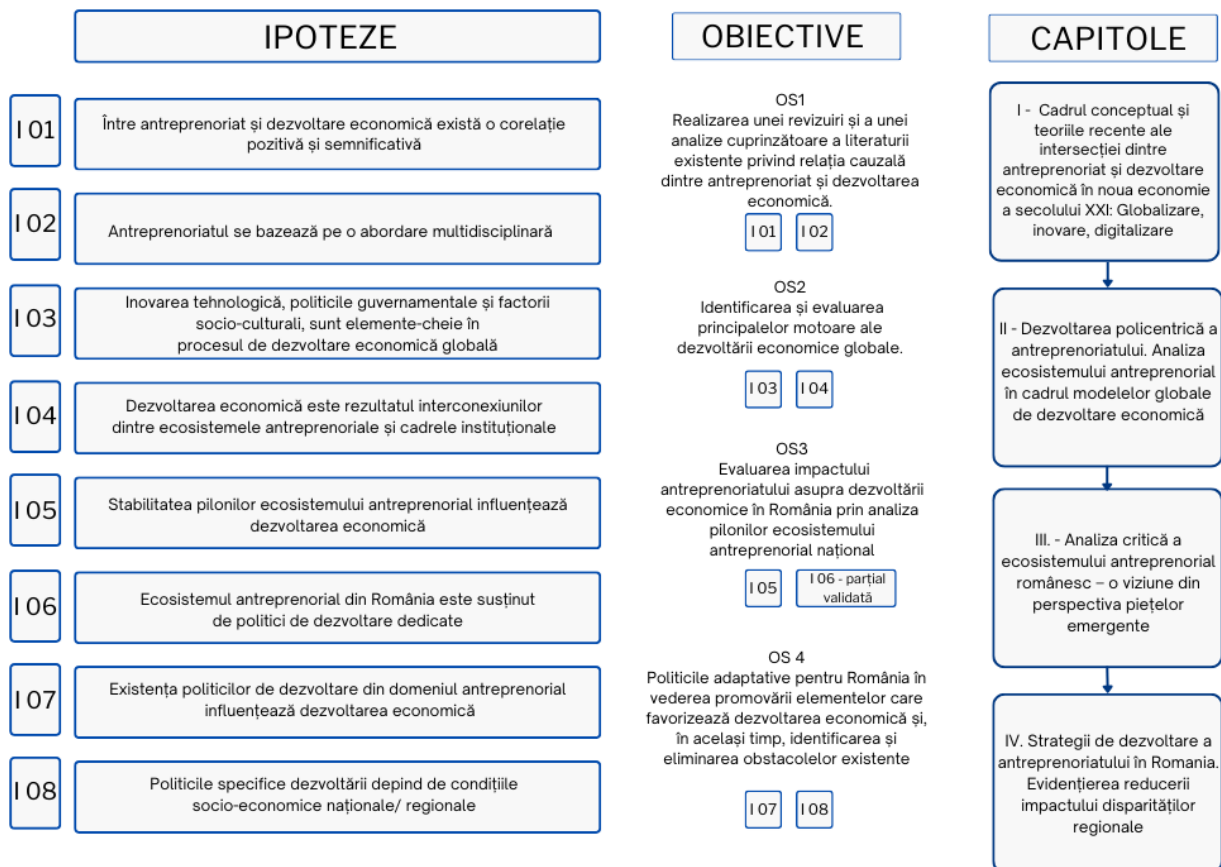 IPOTEZE
I 01
Între antreprenoriat și dezvoltare economică există o corelație
pozitivă și semnificativă
I 02
Antreprenoriatul se bazează pe o abordare multidisciplinară
I 03
Inovarea tehnologică, politicile guvernamentale și factorii
socio-culturali, sunt elemente-cheie în
procesul de dezvoltare economică globală
I 04
Dezvoltarea economică este rezultatul interconexiunilor
dintre ecosistemele antreprenoriale și cadrele instituționale
I 05
Stabilitatea pilonilor ecosistemului antreprenorial influențează
dezvoltarea economică
I 06
Ecosistemul antreprenorial din România este susținut
de politici de dezvoltare dedicate
I 07
Existența politicilor de dezvoltare din domeniul antreprenorial
influențează dezvoltarea economică
I 08
Politicile specifice dezvoltării depind de condițiile
socio-economice naționale/ regionale
OBIECTIVE
OS1
Realizarea unei revizuiri și a unei
analize cuprinzătoare a literaturii
existente privind relația cauzală
dintre antreprenoriat și dezvoltarea
economică.
I 01
I 02
OS2
Identificarea și evaluarea
principalelor motoare ale
dezvoltării economice globale.
I 03
I 04
OS3
Evaluarea impactului
antreprenoriatului asupra dezvoltării
economice în România prin analiza
pilonilor ecosistemului
antreprenorial național
I 05
I 06 - parțial
validată
OS 4
Politicile adaptative pentru România în
vederea promovării elementelor care
favorizează dezvoltarea economică și,
în același timp, identificarea și
eliminarea obstacolelor existente
I 07
I 08
CAPITOLE
I - Cadrul conceptual și
teoriile recente ale
intersecției dintre
antreprenoriat și dezvoltare
economică în noua economie
a secolului XXI: Globalizare,
inovare, digitalizare
II - Dezvoltarea policentrică a
antreprenoriatului. Analiza
ecosistemului antreprenorial
în cadrul modelelor globale
de dezvoltare economică
III. - Analiza critică a
ecosistemului antreprenorial
românesc – o viziune din
perspectiva piețelor
emergente
IV. Strategii de dezvoltare a
antreprenoriatului în Romania.
Evidențierea reducerii
impactului disparităților
regionale